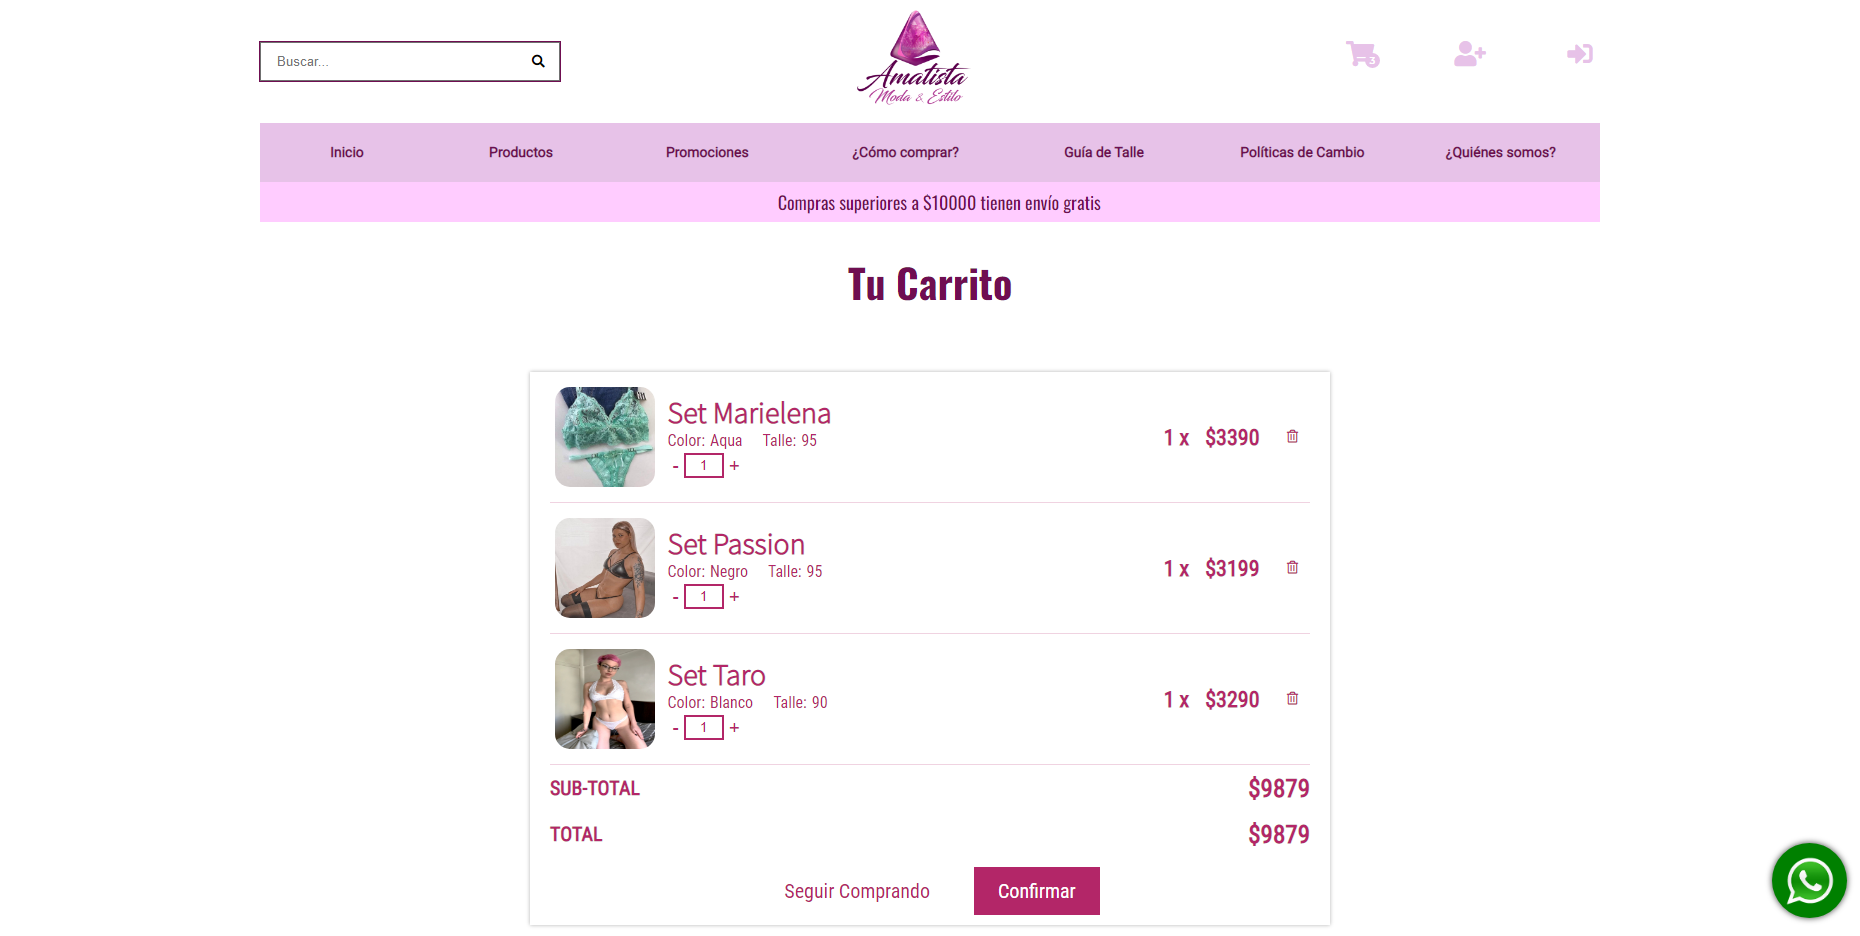 Buscar...
Amatista
Moda & Estilo
3
Inicio
Productos
Promociones
¿Cómo comprar?
Guía de Talle
Políticas de Cambio
¿Quiénes somos?
Compras superiores a $10000 tienen envío gratis
Tu Carrito
Set Marielena
Color: Aqua Talle: 95
- 1 +
1 x $3390
Set Passion
Color: Negro Talle: 95
- 1 +
1 x $3199
Set Taro
Color: Blanco Talle: 90
- 1 +
1 x $3290
SUB-TOTAL $9879
TOTAL $9879
Seguir Comprando
Confirmar